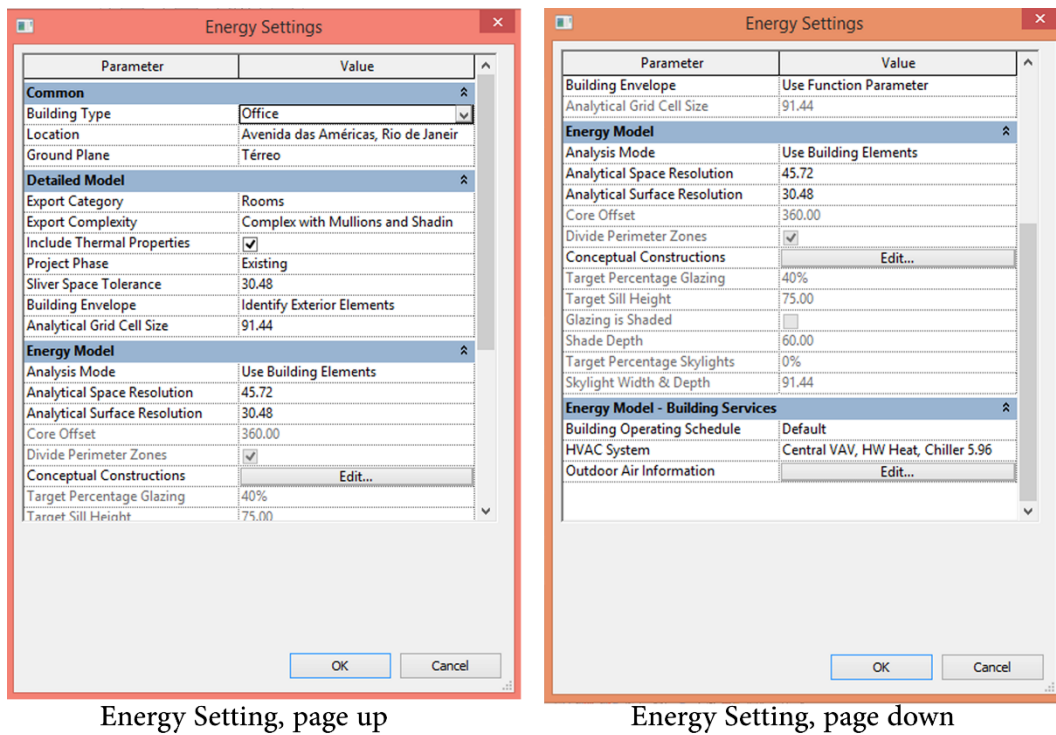 Energy Settings
Parameter Value
Common
Building Type Office
Location Avenida das Américas, Rio de Janeir
Ground Plane Térreo
Detailed Model
Export Category Rooms
Export Complexity Complex with Mullions and Shadin
Include Thermal Properties
Project Phase Existing
Sliver Space Tolerance 30.48
Building Envelope Identify Exterior Elements
Analytical Grid Cell Size 91.44
Energy Model
Analysis Mode Use Building Elements
Analytical Space Resolution 45.72
Analytical Surface Resolution 30.48
Core Offset 360.00
Divide Perimeter Zones
Conceptual Constructions Edit...
Target Percentage Glazing 40%
Target Sill Height 75.00
OK Cancel
Energy Setting, page up
Energy Settings
Parameter Value
Building Envelope Use Function Parameter
Analytical Grid Cell Size 91.44
Energy Model
Analysis Mode Use Building Elements
Analytical Space Resolution 45.72
Analytical Surface Resolution 30.48
Core Offset 360.00
Divide Perimeter Zones
Conceptual Constructions Edit...
Target Percentage Glazing 40%
Target Sill Height 75.00
Glazing is Shaded
Shade Depth 60.00
Target Percentage Skylights 0%
Skylight Width & Depth 91.44
Energy Model - Building Services
Building Operating Schedule Default
HVAC System Central VAV, HW Heat, Chiller 5.96
Outdoor Air Information Edit...
OK Cancel
Energy Setting, page down